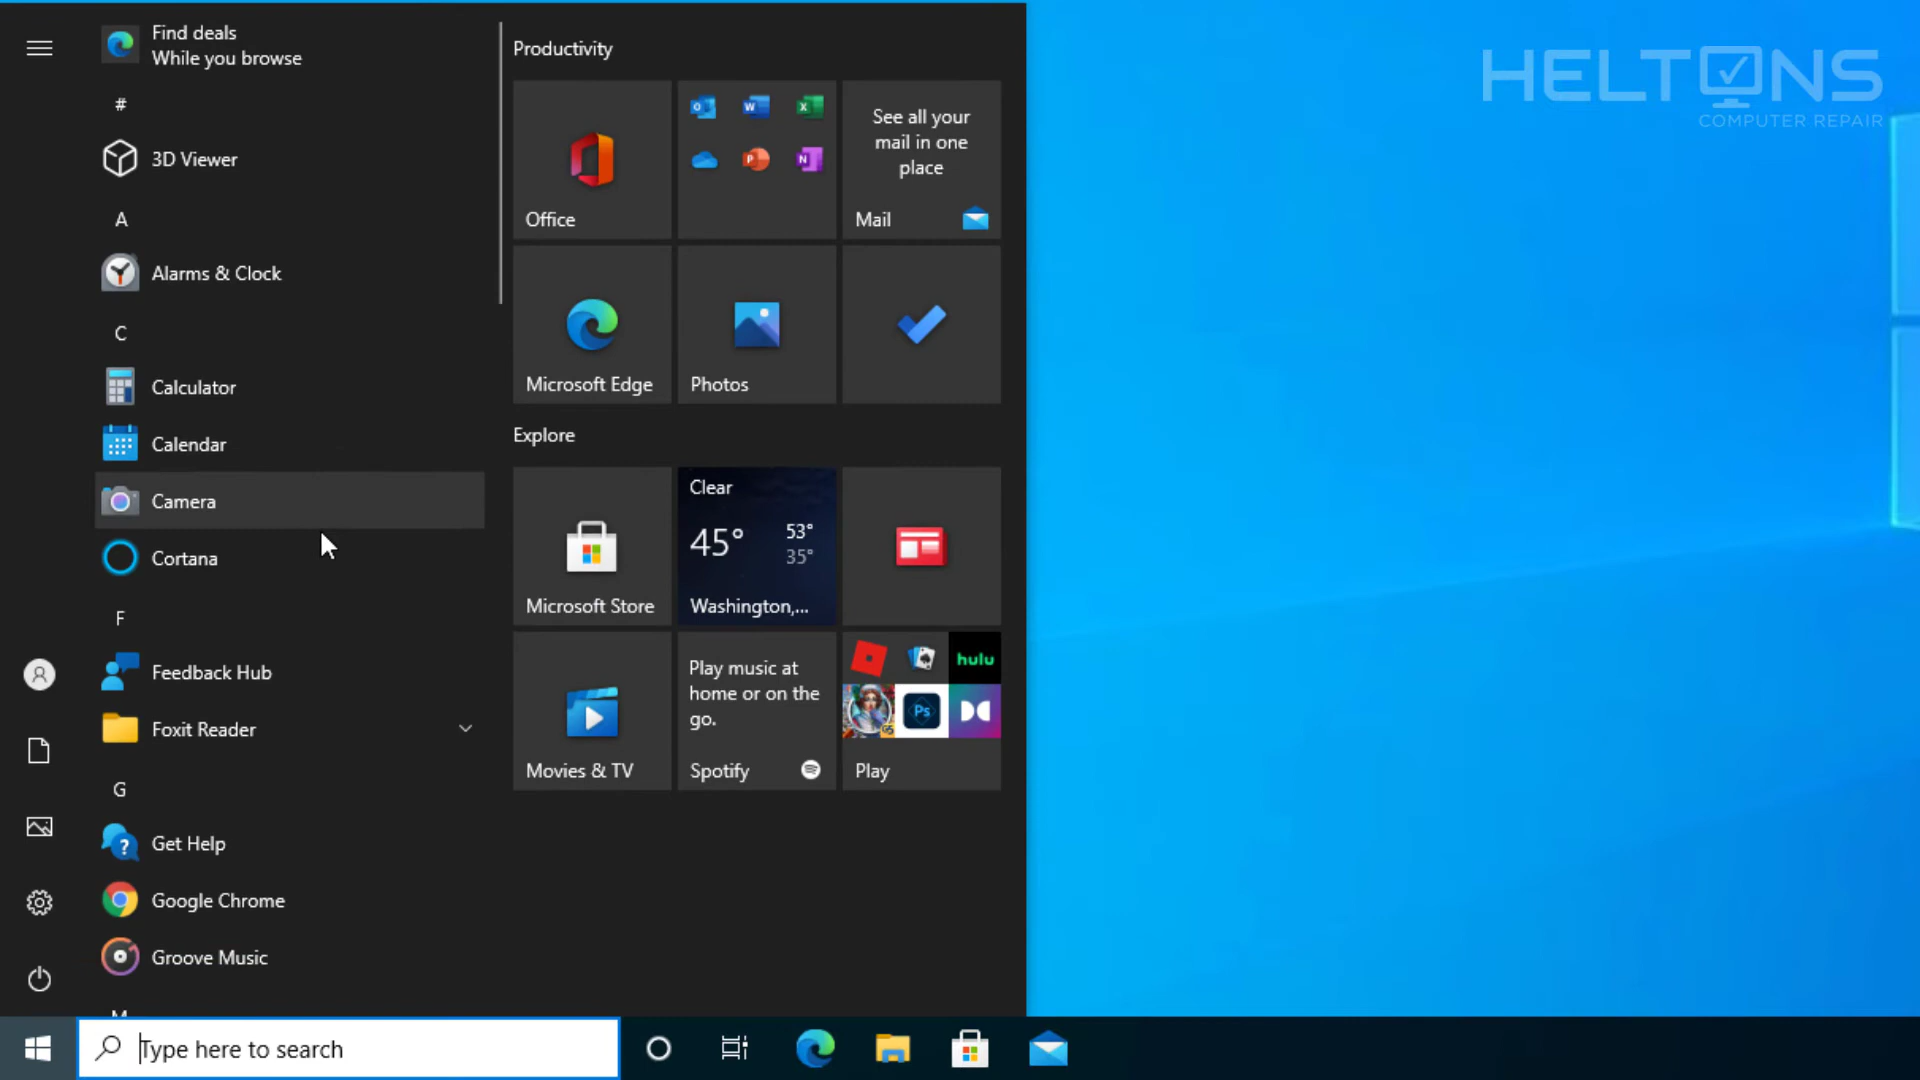 Find deals
While you browse
#
3D Viewer
A
Alarms & Clock
C
Calculator
Calendar
Camera
Cortana
F
Feedback Hub
Foxit Reader
G
Get Help
Google Chrome
Groove Music
M
Productivity
Office
See all your
mail in one
place
Mail
Microsoft Edge
Photos
Explore
Microsoft Store
Clear
45° 53°
35°
Washington,...
Movies & TV
Play music at
home or on the
go.
Spotify
hulu
Ps
Play
HELTONS
COMPUTER REPAIR
Type here to search